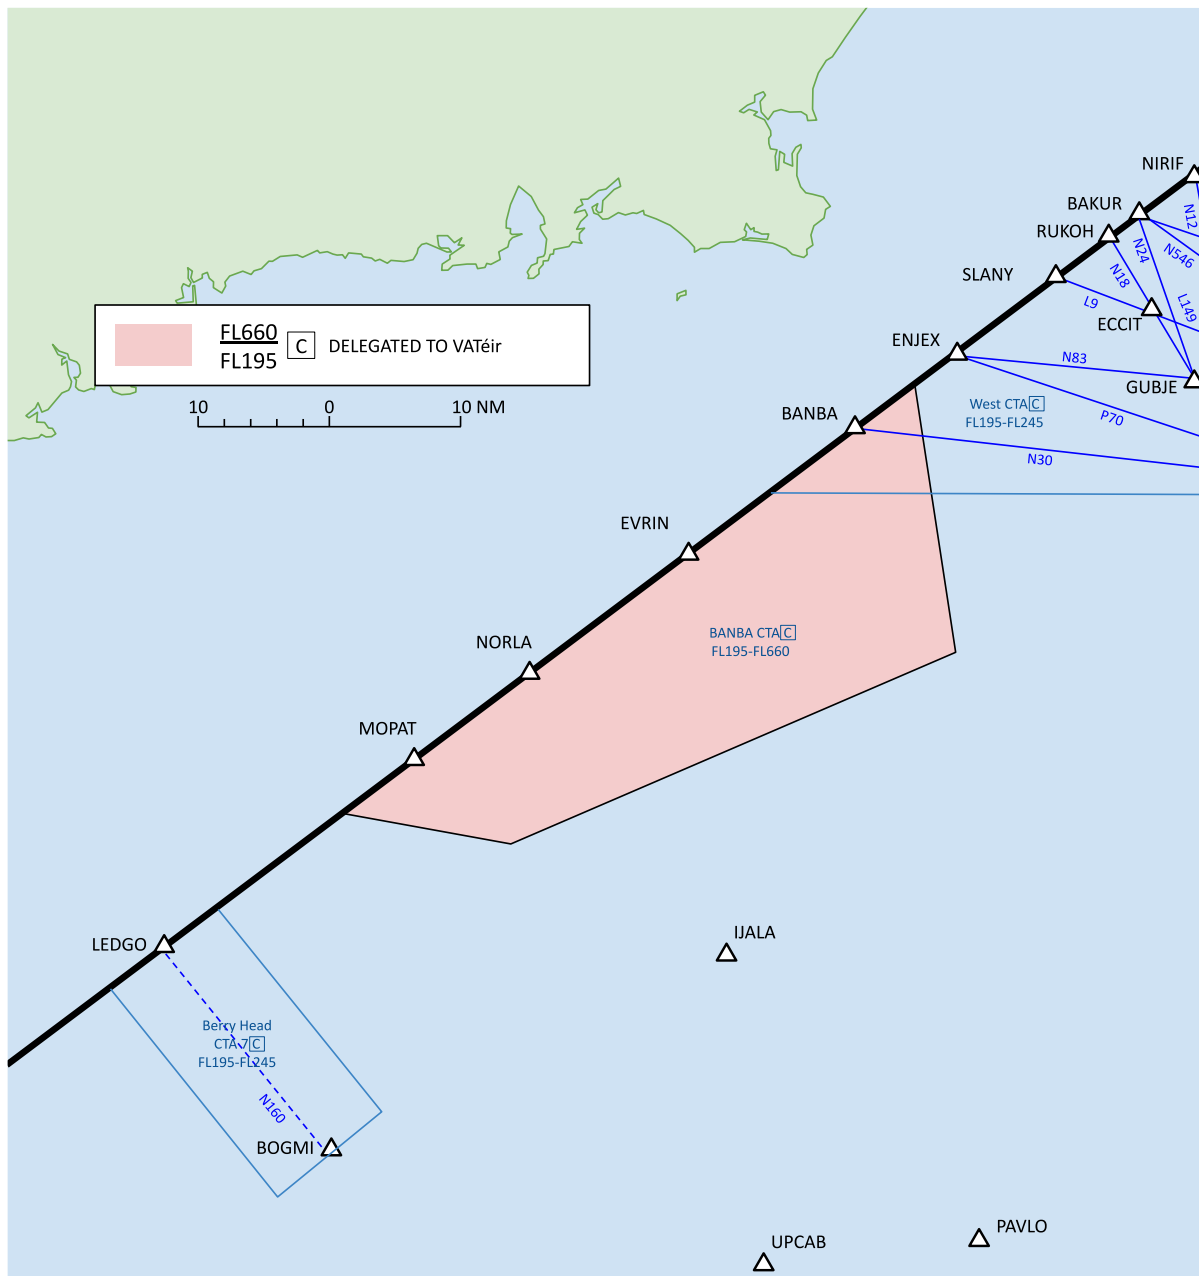 NIRIF
BAKUR
RUKOH
N12
N24
N546
N18
SLANY
L9
L149
ECCIT
FL660
FL195
C
DELEGATED TO VATéir
ENJEX
N83
GUBJE
10
0
10 NM
BANBA
West CTA C
FL195-FL245
P70
N30
EVRIN
BANBA CTA C
FL195-FL660
NORLA
MOPAT
LEDGO
IJALA
Berry Head
CTA 7 C
FL195-FL245
N160
BOGMI
PAVLO
UPCAB